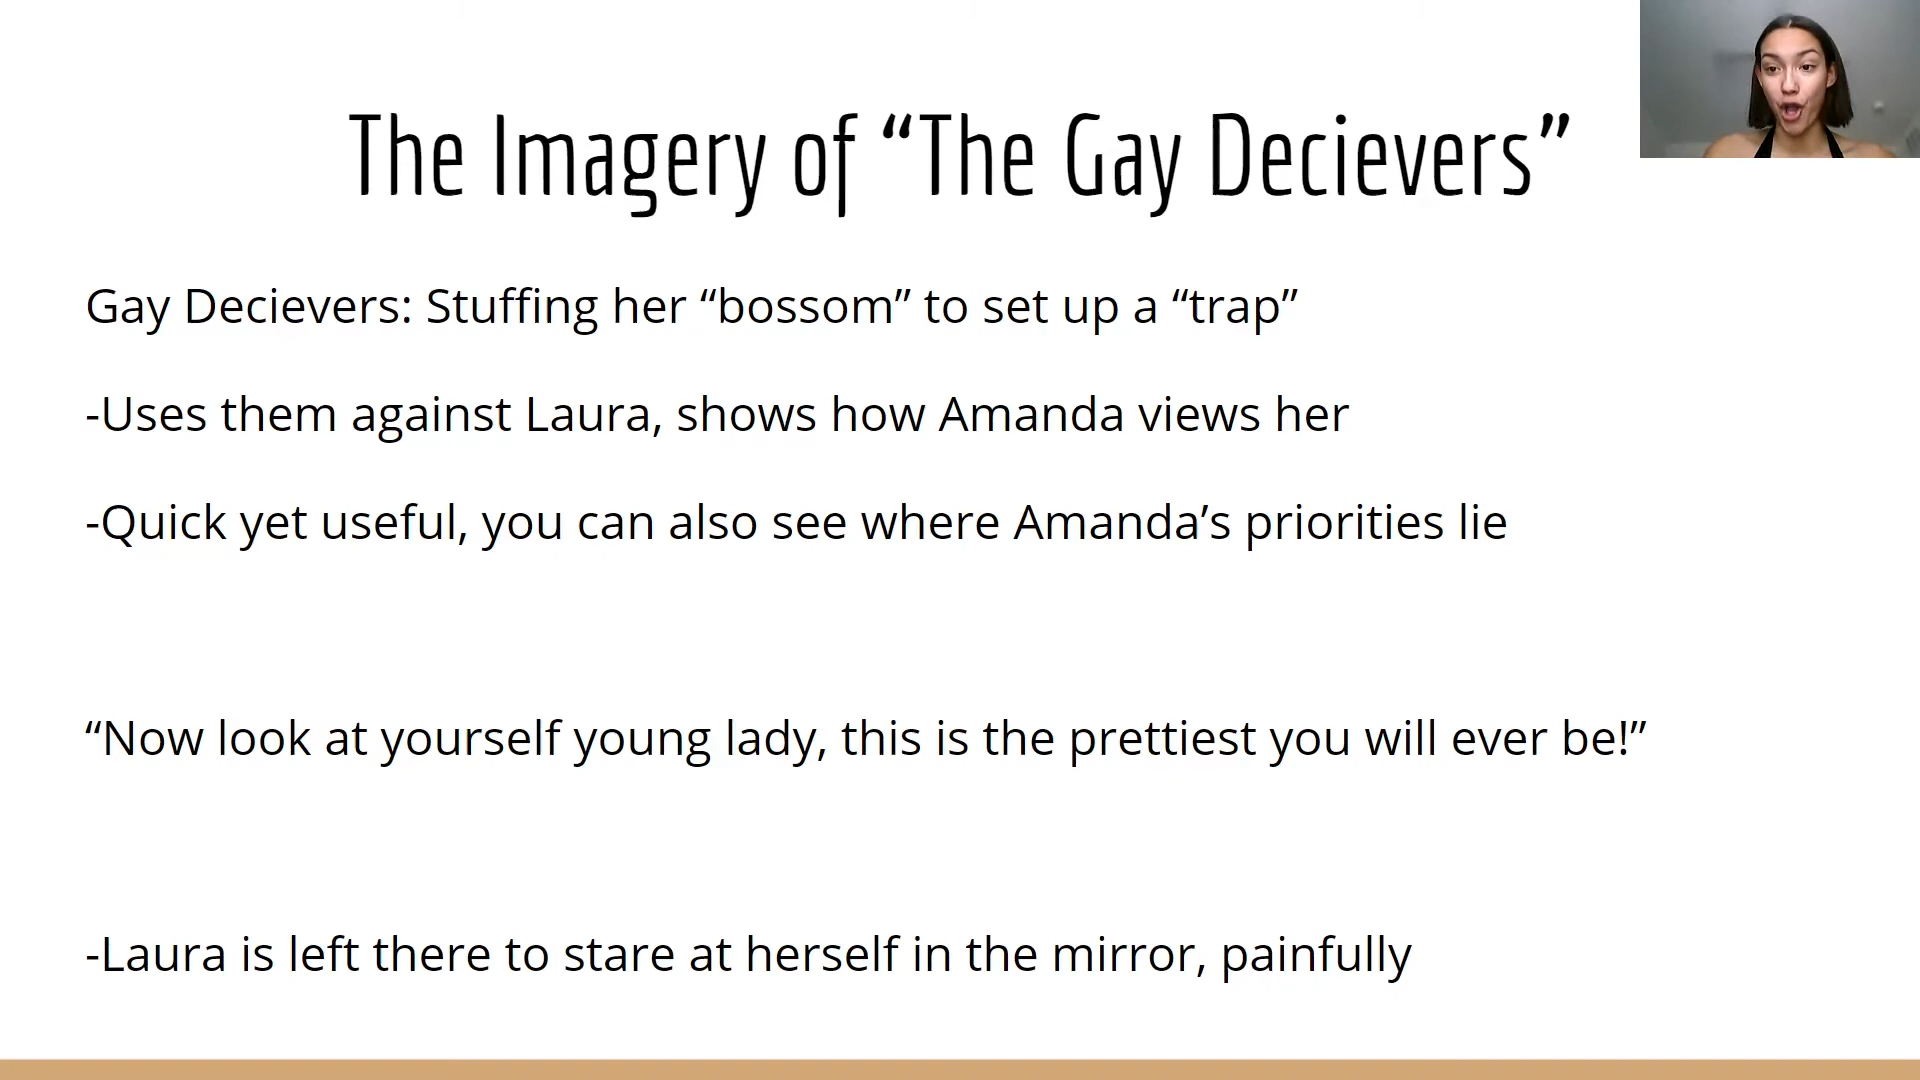 The Imagery of “The Gay Decievers”
Gay Decievers: Stuffing her “bossom” to set up a “trap”
-Uses them against Laura, shows how Amanda views her
-Quick yet useful, you can also see where Amanda’s priorities lie
“Now look at yourself young lady, this is the prettiest you will ever be!”
-Laura is left there to stare at herself in the mirror, painfully